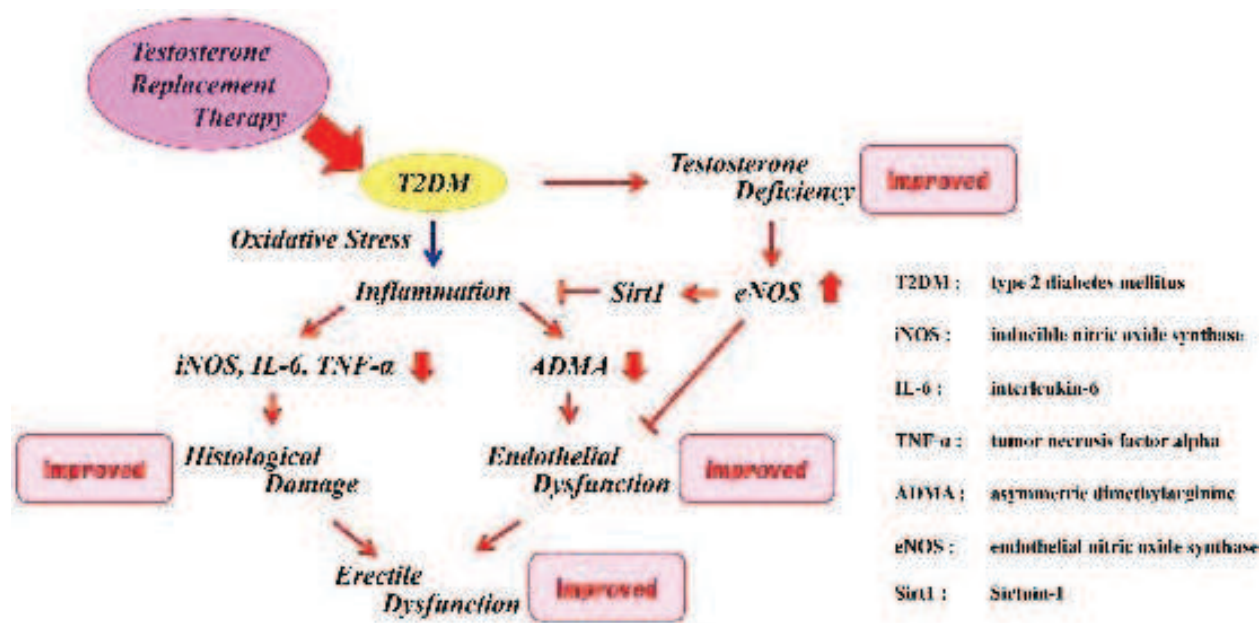 Testosterone
Replacement
Therapy
T2DM
Testosterone
Deficiency
Improved
Oxidative Stress
Inflammation
Sirt1
eNOS
iNOS, IL-6, TNF-α
ADMA
Improved
Histological
Damage
Endothelial
Dysfunction
Improved
Erectile
Dysfunction
Improved
T2DM : type 2 diabetes mellitus
iNOS : inducible nitric oxide synthase
IL-6 : interleukin-6
TNF-α : tumor necrosis factor alpha
ADMA : asymmetric dimethylarginine
eNOS : endothelial nitric oxide synthase
Sirt1 : Sirtuin-1